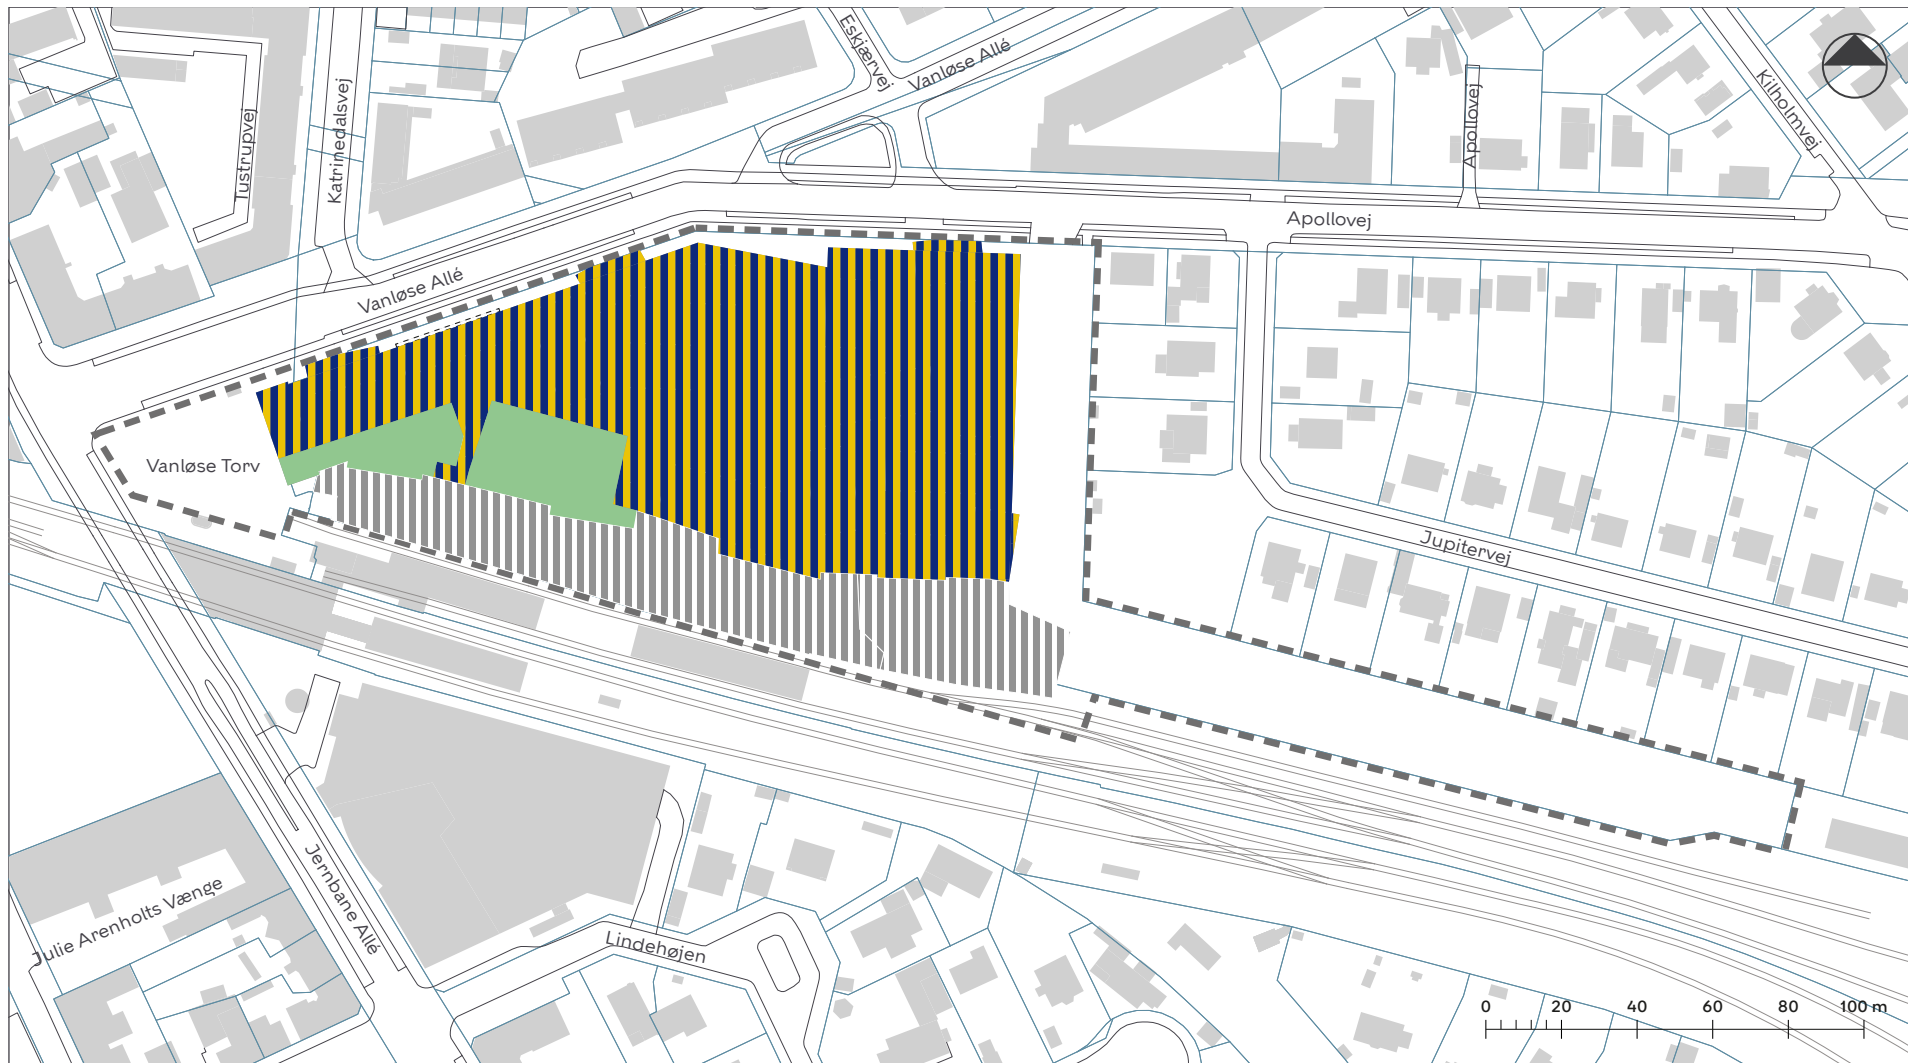 Eskjærvej
Vanløse Allé
Kilholmvej
Tustrupvej
Katrinedalsvej
Apollovej
Apollovej
Vanløse Allé
Vanløse Torv
Jupitervej
Jernbane Allé
Julie Arenholts Vænge
Lindehøjen
0 20 40 60 80 100 m